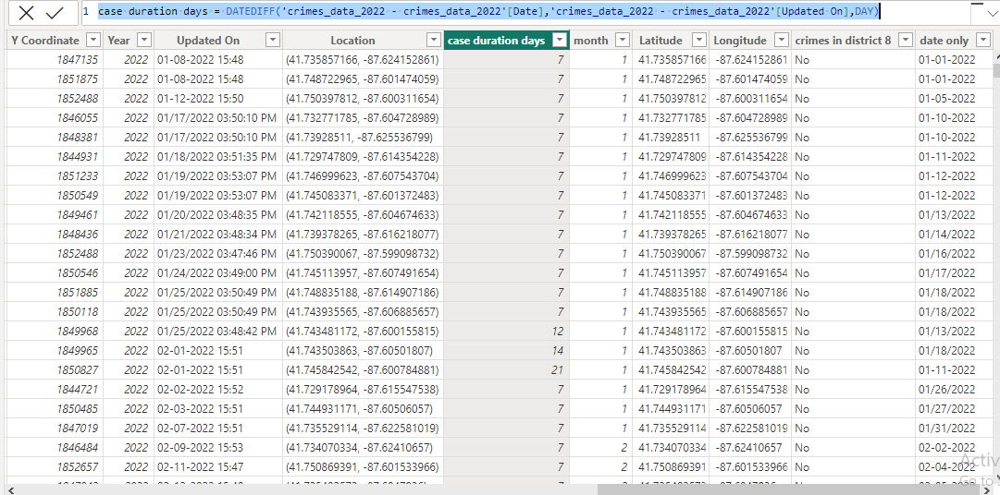 1 case duration days = DATEDIFF('crimes_data_2022 - crimes_data_2022'[Date],'crimes_data_2022 - crimes_data_2022'[Updated On],DAY)
Y Coordinate Year Updated On Location case duration days month Latitude Longitude crimes in district 8 date only
1847135 2022 01-08-2022 15:48 (41.735857166, -87.624152861) 7 1 41.735857166 -87.624152861 No 01-01-2022
1851875 2022 01-08-2022 15:48 (41.748722965, -87.601474059) 7 1 41.748722965 -87.601474059 No 01-01-2022
1852488 2022 01-12-2022 15:50 (41.750397812, -87.600311654) 7 1 41.750397812 -87.600311654 No 01-05-2022
1846055 2022 01/17/2022 03:50:10 PM (41.732771785, -87.604728989) 7 1 41.732771785 -87.604728989 No 01-10-2022
1848381 2022 01/17/2022 03:50:10 PM (41.73928511, -87.625536799) 7 1 41.73928511 -87.625536799 No 01-10-2022
1844931 2022 01/18/2022 03:51:35 PM (41.729747809, -87.614354228) 7 1 41.729747809 -87.614354228 No 01-11-2022
1851233 2022 01/19/2022 03:53:07 PM (41.746999623, -87.607543704) 7 1 41.746999623 -87.607543704 No 01-12-2022
1850549 2022 01/19/2022 03:53:07 PM (41.745083371, -87.601372483) 7 1 41.745083371 -87.601372483 No 01-12-2022
1849461 2022 01/20/2022 03:48:35 PM (41.742118555, -87.604674633) 7 1 41.742118555 -87.604674633 No 01/13/2022
1848436 2022 01/21/2022 03:48:34 PM (41.739378265, -87.616218077) 7 1 41.739378265 -87.616218077 No 01/14/2022
1852488 2022 01/23/2022 03:47:46 PM (41.750390067, -87.599098732) 7 1 41.750390067 -87.599098732 No 01/16/2022
1850546 2022 01/24/2022 03:49:00 PM (41.745113957, -87.607491654) 7 1 41.745113957 -87.607491654 No 01/17/2022
1851885 2022 01/25/2022 03:50:49 PM (41.748835188, -87.614907186) 7 1 41.748835188 -87.614907186 No 01/18/2022
1850118 2022 01/25/2022 03:50:49 PM (41.743935565, -87.606885657) 7 1 41.743935565 -87.606885657 No 01/18/2022
1849968 2022 01/25/2022 03:48:42 PM (41.743481172, -87.600155815) 12 1 41.743481172 -87.600155815 No 01/13/2022
1849965 2022 02-01-2022 15:51 (41.743503863, -87.60501807) 14 1 41.743503863 -87.60501807 No 01/18/2022
1850827 2022 02-01-2022 15:51 (41.745842542, -87.600784881) 21 1 41.745842542 -87.600784881 No 01-11-2022
1844721 2022 02-02-2022 15:52 (41.729178964, -87.615547538) 7 1 41.729178964 -87.615547538 No 01/26/2022
1850485 2022 02-03-2022 15:51 (41.744931171, -87.60506057) 7 1 41.744931171 -87.60506057 No 01/27/2022
1847019 2022 02-07-2022 15:51 (41.735529114, -87.622581019) 7 1 41.735529114 -87.622581019 No 01/31/2022
1846484 2022 02-09-2022 15:53 (41.734070334, -87.62410657) 7 2 41.734070334 -87.62410657 No 02-02-2022
1852657 2022 02-11-2022 15:47 (41.750869391, -87.601533966) 7 2 41.750869391 -87.601533966 No 02-04-2022
Activ
Go to